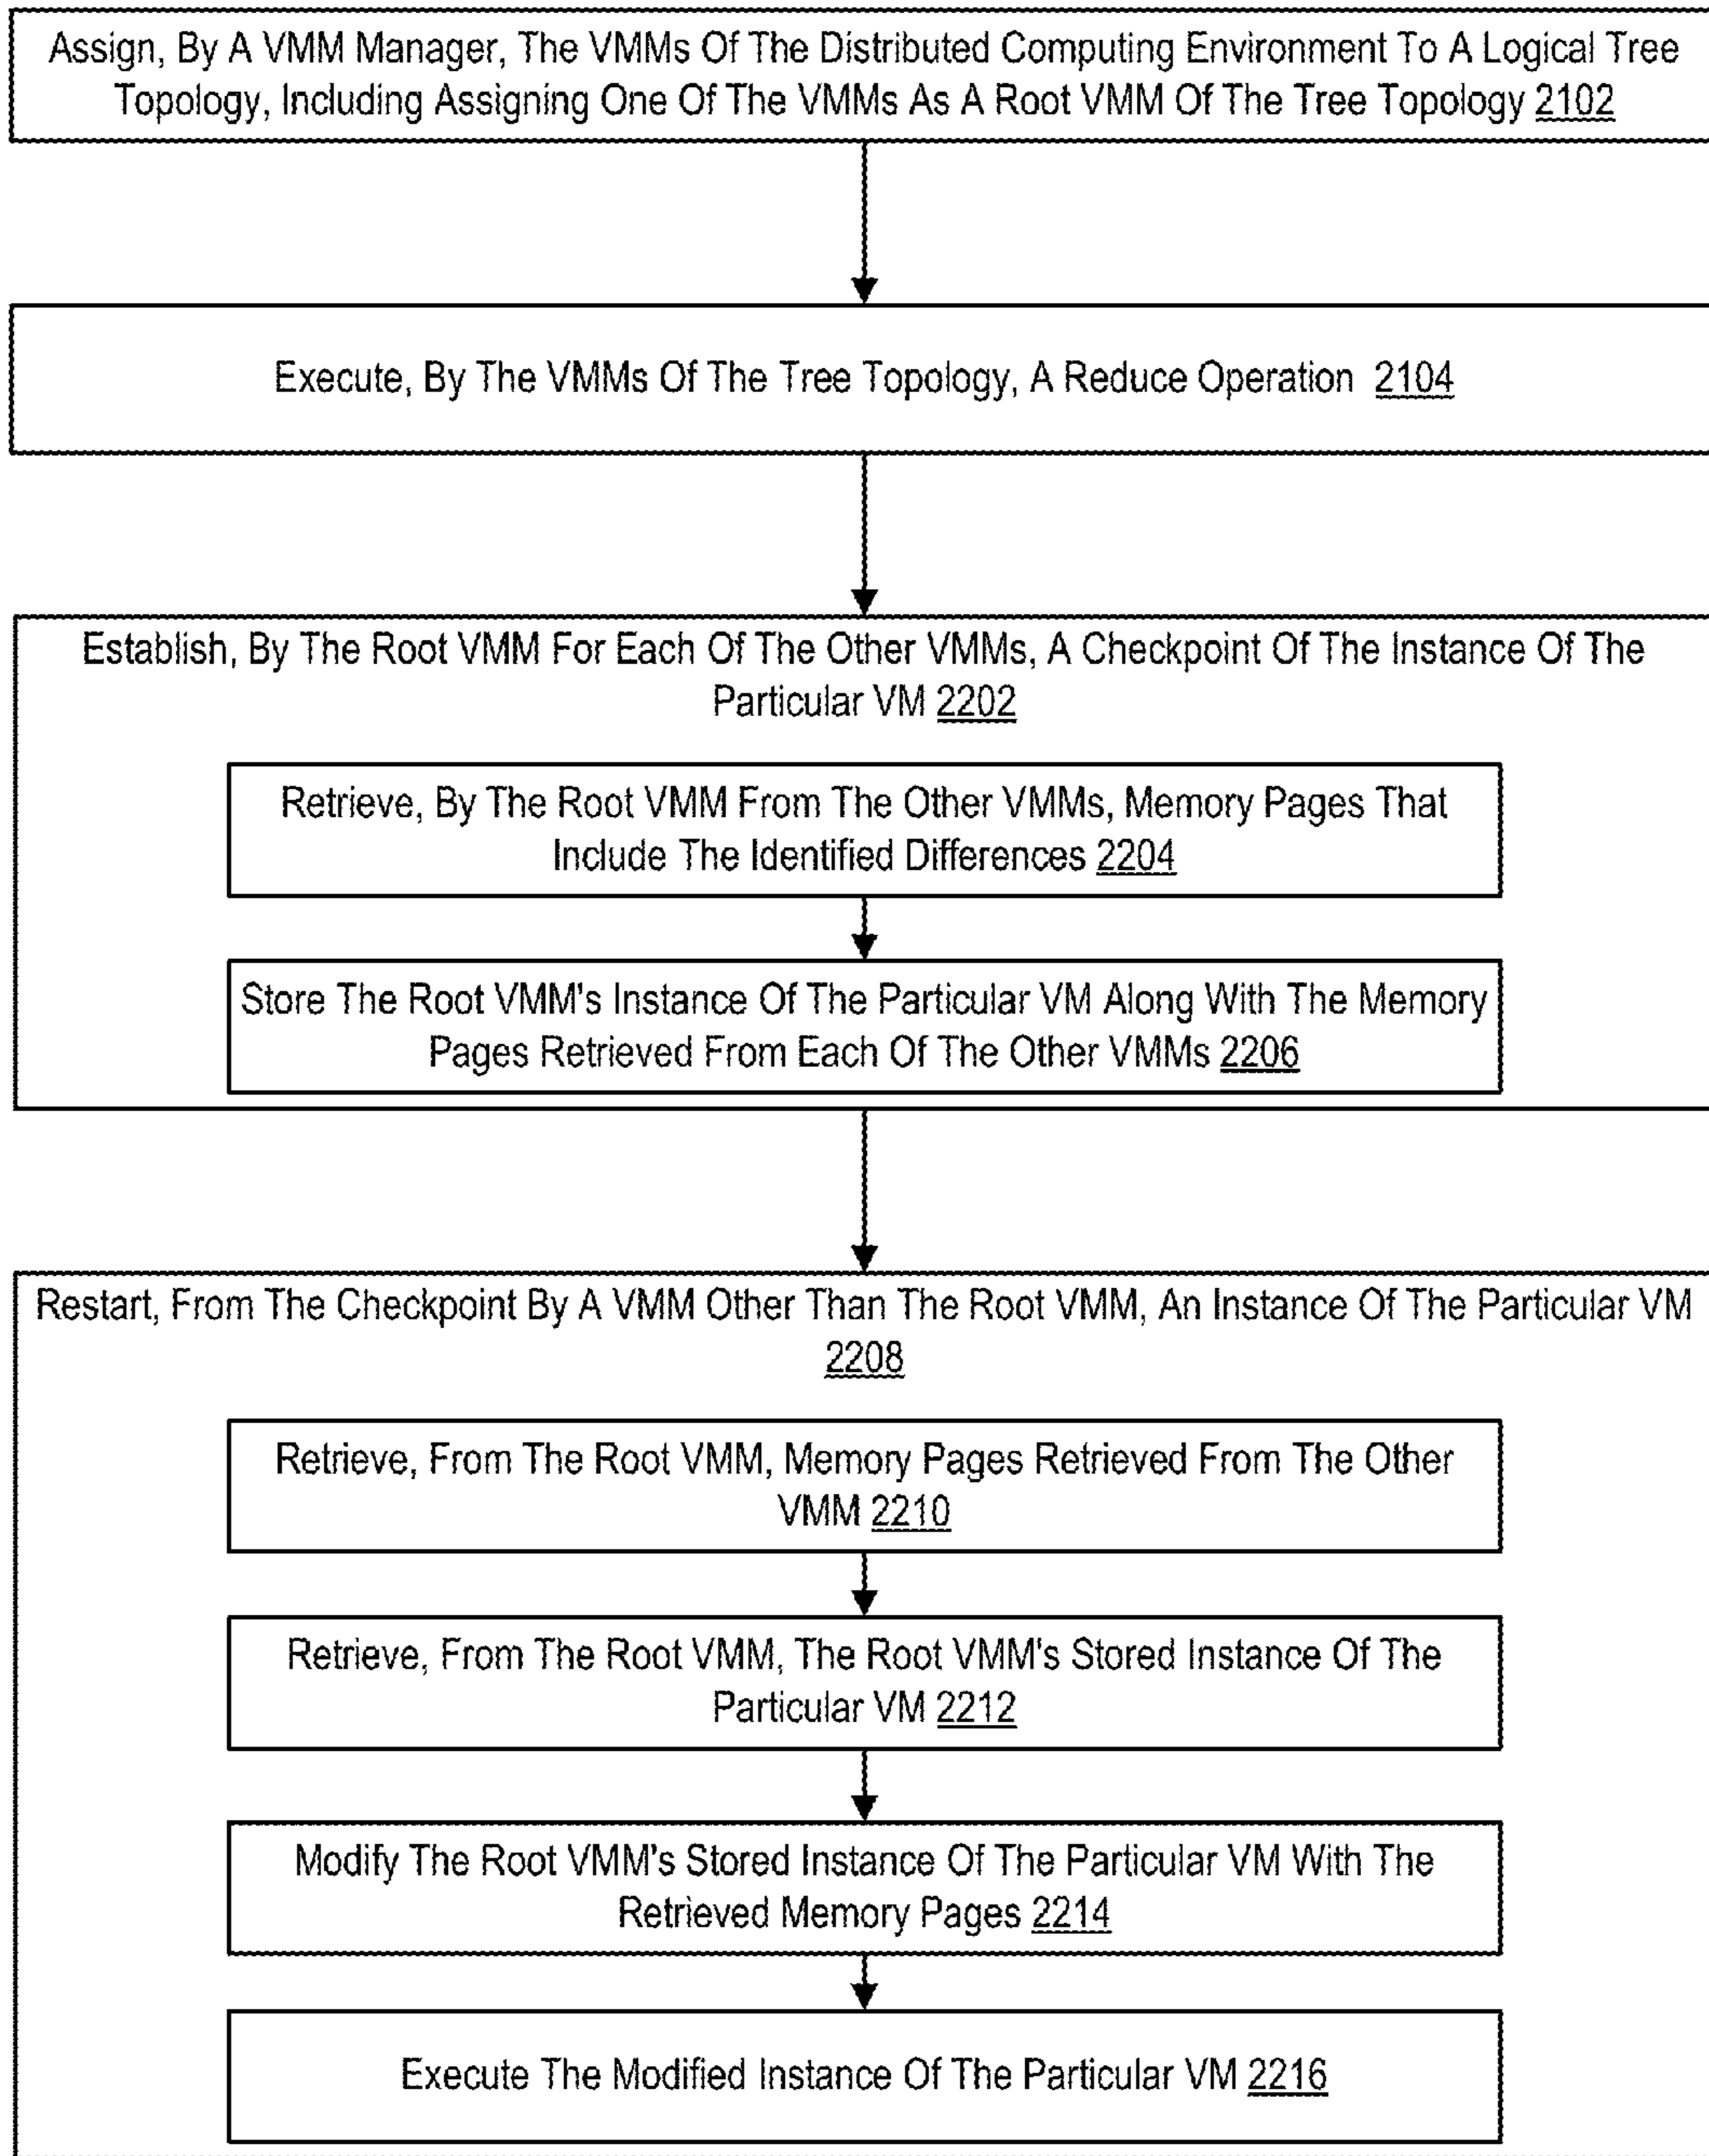 Assign, By A VMM Manager, The VMMs Of The Distributed Computing Environment To A Logical Tree
Topology, Including Assigning One Of The VMMs As A Root VMM Of The Tree Topology 2102
Execute, By The VMMs Of The Tree Topology, A Reduce Operation 2104
Establish, By The Root VMM For Each Of The Other VMMs, A Checkpoint Of The Instance Of The
Particular VM 2202
Retrieve, By The Root VMM From The Other VMMs, Memory Pages That
Include The Identified Differences 2204
Store The Root VMM's Instance Of The Particular VM Along With The Memory
Pages Retrieved From Each Of The Other VMMs 2206
Restart, From The Checkpoint By A VMM Other Than The Root VMM, An Instance Of The Particular VM
2208
Retrieve, From The Root VMM, Memory Pages Retrieved From The Other
VMM 2210
Retrieve, From The Root VMM, The Root VMM's Stored Instance Of The
Particular VM 2212
Modify The Root VMM's Stored Instance Of The Particular VM With The
Retrieved Memory Pages 2214
Execute The Modified Instance Of The Particular VM 2216